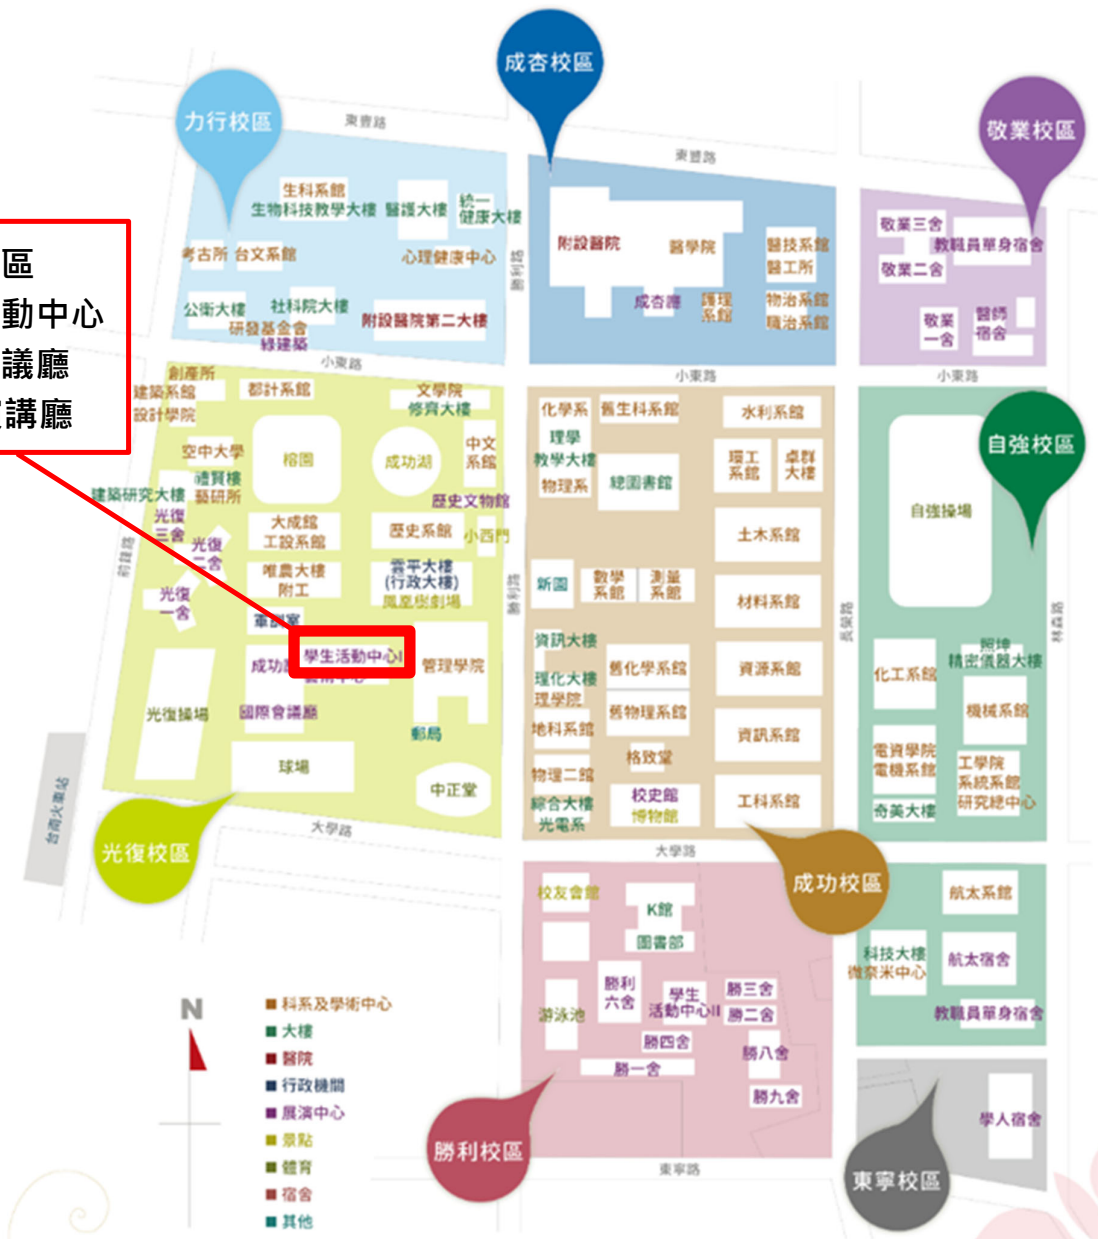 成杏校區
力行校區
敬業校區
東豊路
東豐路
生科系館
生物科技教學大樓
醫護大樓
統一
健康大樓
考古所
台文系館
心理健康中心
公衛大樓
社科院大樓
研發基金會
綠建築
附設醫院第二大樓
勝利路
附設醫院
醫學院
醫技系館
醫工所
成杏廳
護理
系館
物治系館
職治系館
敬業三舍
教職員單身宿舍
敬業二舍
敬業
一舍
醫師
宿舍
區
動中心
議廳
講廳
小東路
小東路
小東路
創產所
建築系館
設計學院
都計系館
文學院
修齊大樓
空中大學
榕園
成功湖
中文
系館
禮賢樓
藝研所
建築研究大樓
歷史文物館
光復
三舍
光復
二舍
光復
一舍
大成館
工設系館
歷史系館
小西門
唯農大樓
附工
雲平大樓
(行政大樓)
鳳凰樹劇場
軍訓室
學生活動中心I
成功
管理學院
光復操場
國際會議廳
郵局
球場
中正堂
前鋒路
勝利路
台南火車站
光復校區
大學路
化學系
舊生科系館
水利系館
理學
教學大樓
物理系
總圖書館
環工
系館
卓群
大樓
土木系館
新園
數學
系館
測量
系館
材料系館
資訊大樓
舊化學系館
資源系館
理化大樓
理學院
地科系館
舊物理系館
資訊系館
物理二館
格致堂
綜合大樓
光電系
校史館
博物館
工科系館
長榮路
大學路
成功校區
自強校區
自強操場
林森路
化工系館
照坤
精密儀器大樓
機械系館
電資學院
電機系館
工學院
系統系館
研究總中心
奇美大樓
航太系館
科技大樓
微奈米中心
航太宿舍
教職員單身宿舍
校友會館
K館
圖書部
勝利
六舍
學生
活動中心II
勝三舍
勝二舍
游泳池
勝四舍
勝一舍
勝八舍
勝九舍
勝利校區
東寧路
學人宿舍
東寧校區
N
科系及學術中心
大樓
醫院
行政機關
展演中心
景點
體育
宿舍
其他